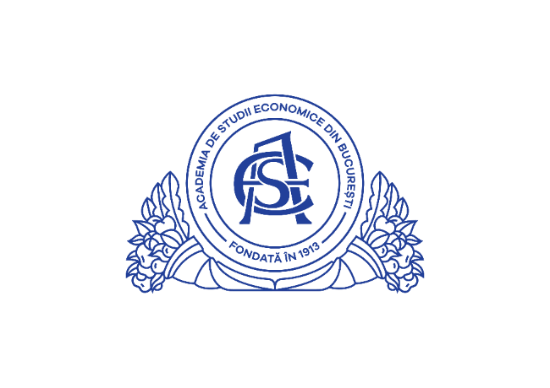 ACADEMIA DE STUDII ECONOMICE DIN BUCUREȘTI
ASE
FONDATĂ ÎN 1913